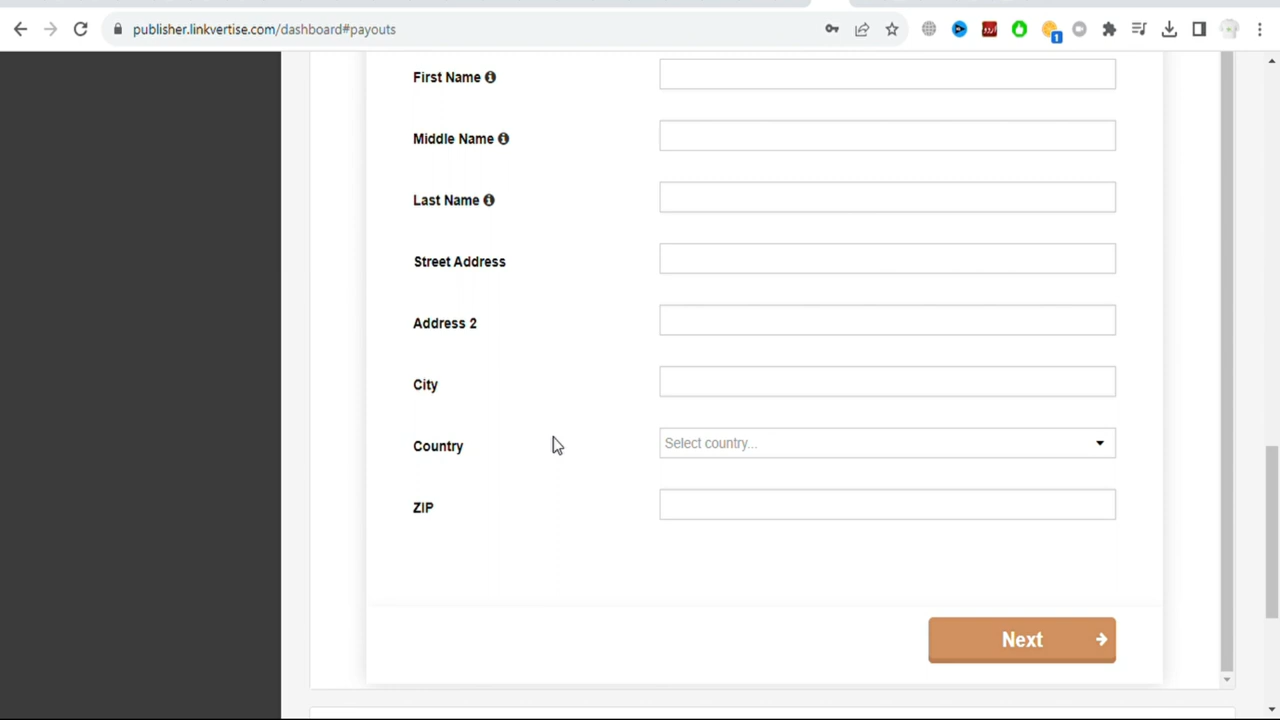 publisher.linkvertise.com/dashboard#payouts
1
First Name
Middle Name
Last Name
Street Address
Address 2
City
Country
Select country...
ZIP
Next